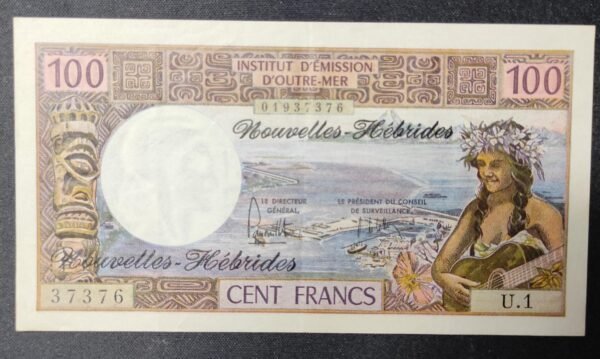 100
INSTITUT D'ÉMISSION
D'OUTRE-MER
100
01937376
Nouvelles-Hébrides
LE DIRECTEUR
GÉNÉRAL,
LE PRÉSIDENT DU CONSEIL
DE SURVEILLANCE,
Nouvelles-Hébrides
37376
CENT FRANCS
U.1